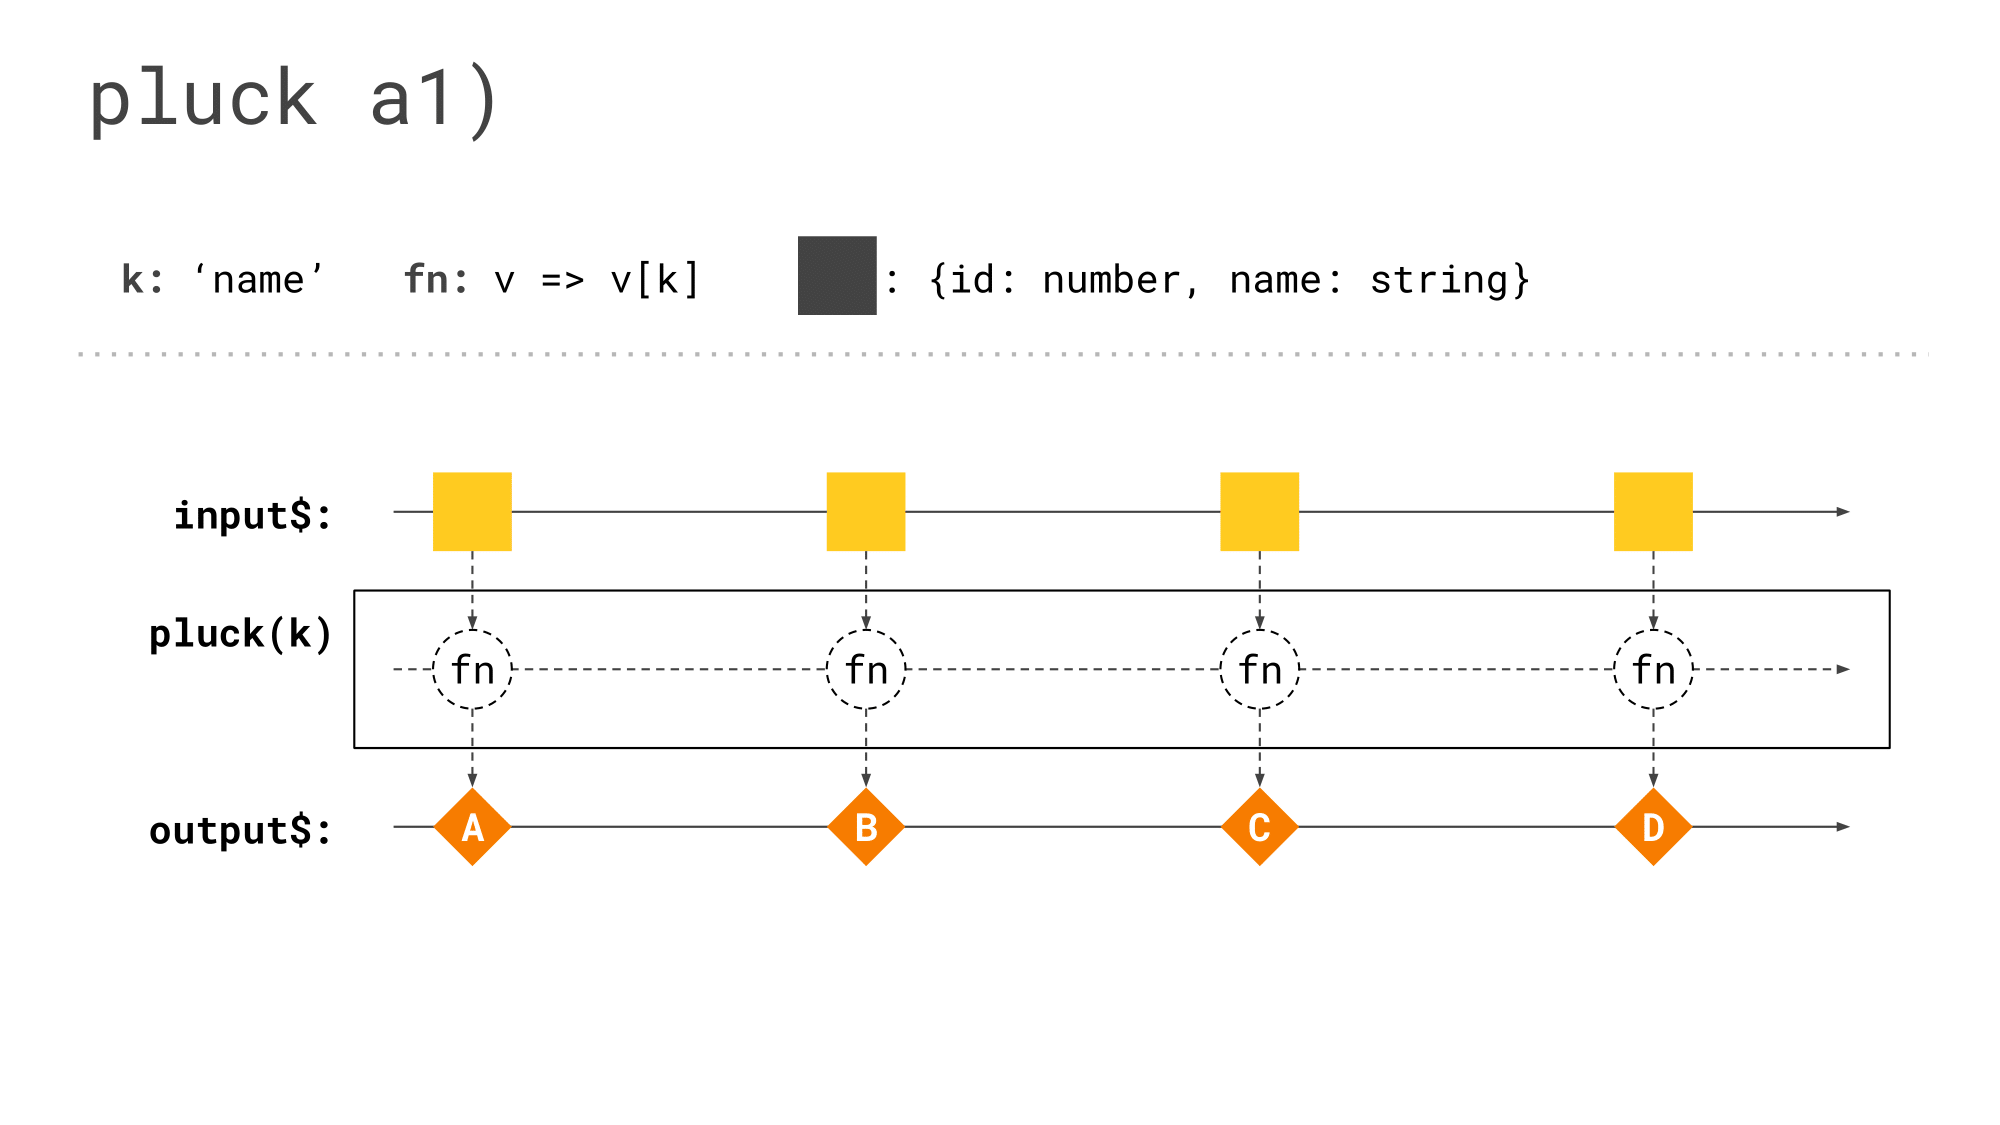 pluck a1)
k: ‘name’ fn: v => v[k] : {id: number, name: string}
input$:
pluck(k)
fn fn fn fn
output$:
A B C D